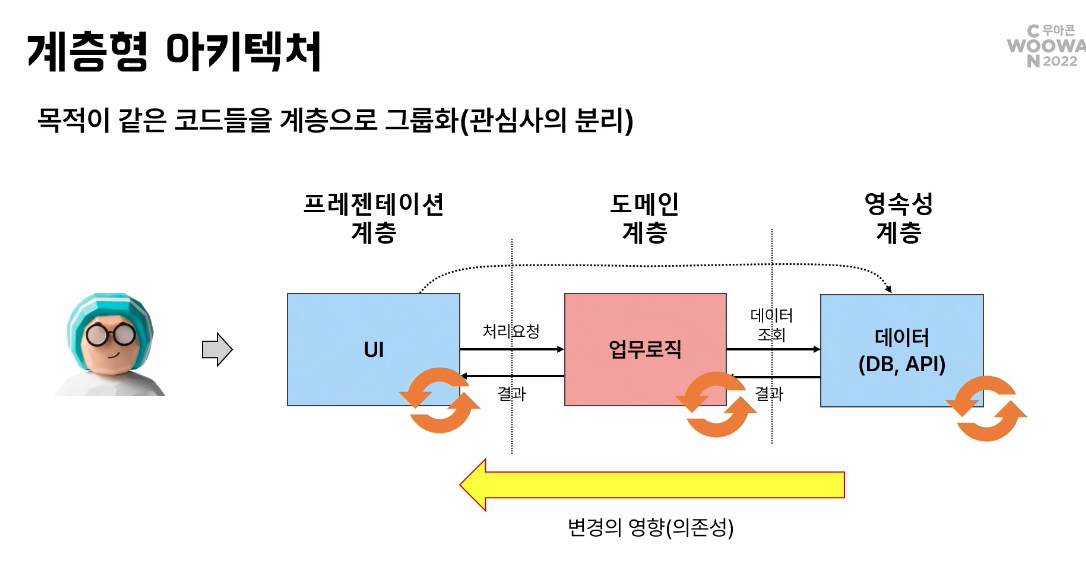 계층형 아키텍처
C 무아콘
WOOWA
N 2022
목적이 같은 코드들을 계층으로 그룹화(관심사의 분리)
프레젠테이션
계층
도메인
계층
영속성
계층
UI
처리요청
결과
업무로직
데이터
조회
결과
데이터
(DB, API)
변경의 영향(의존성)